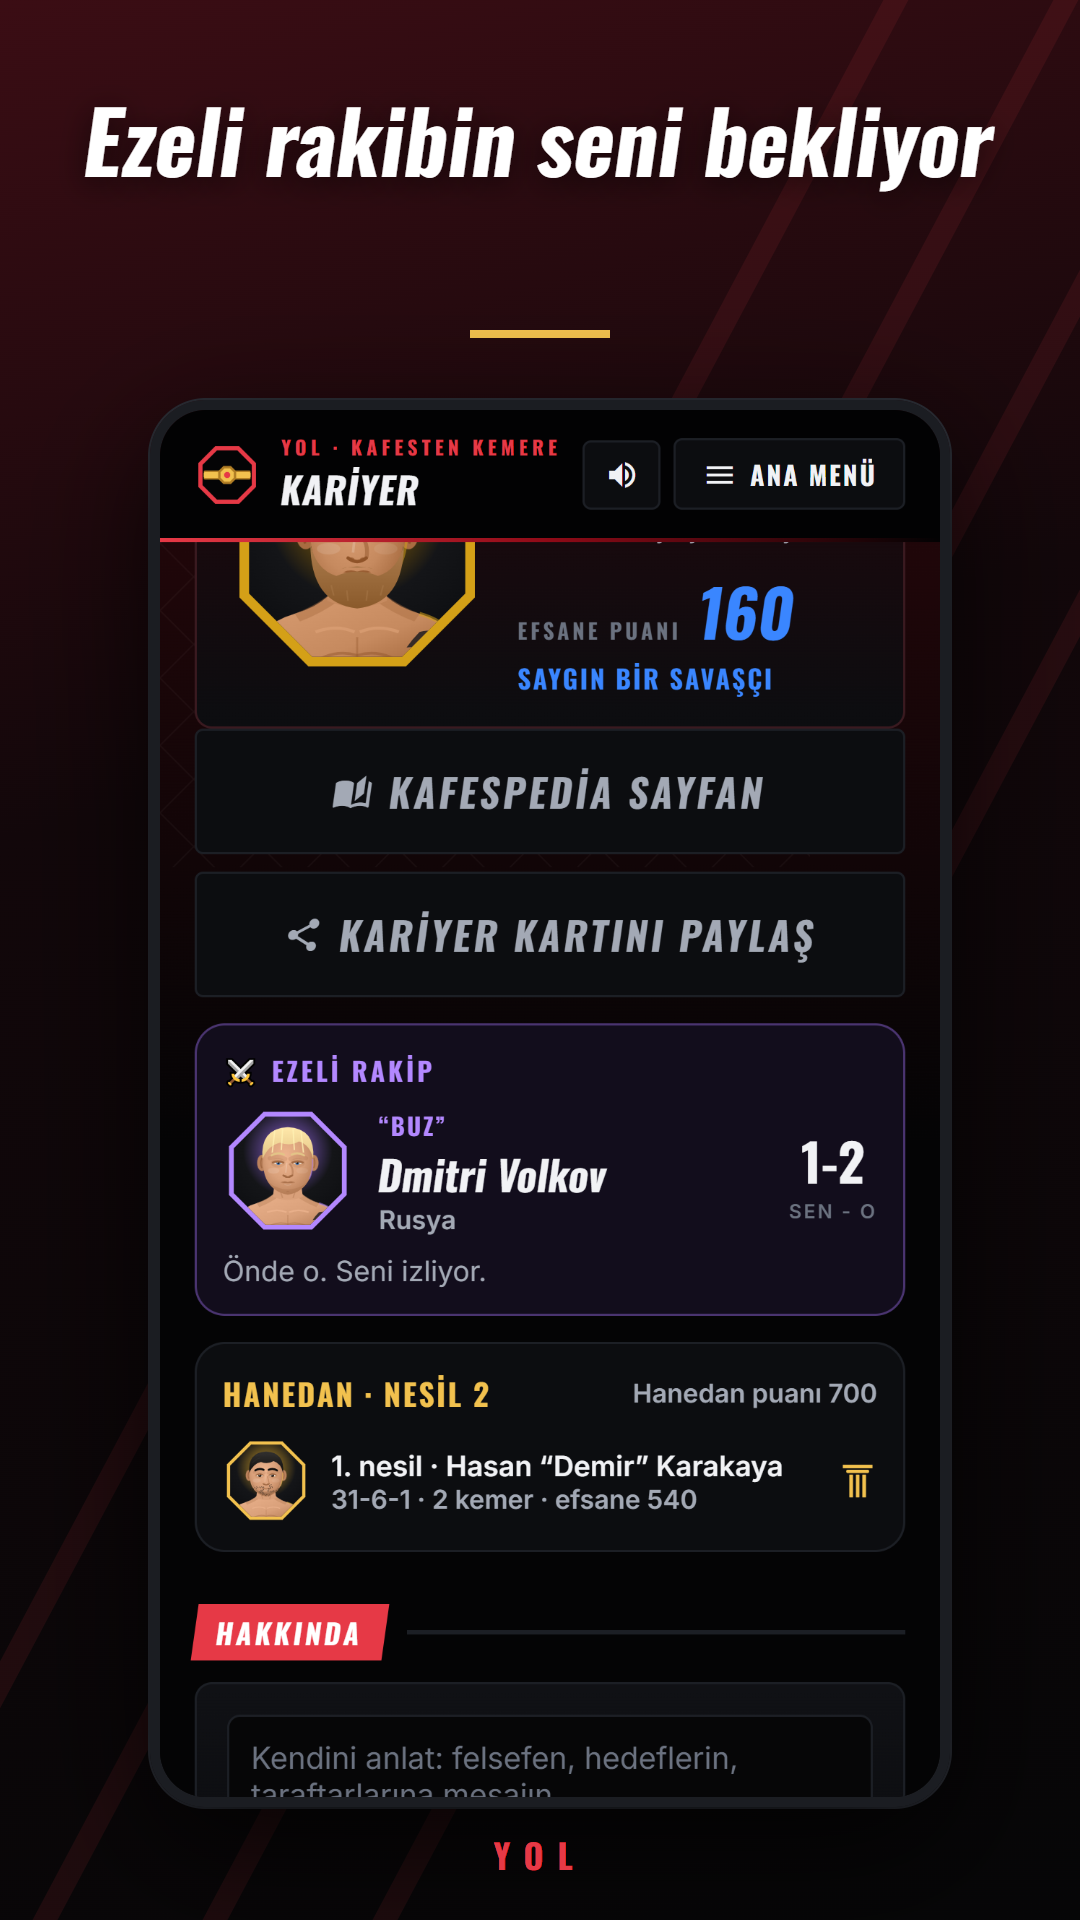 Ezeli rakibin seni bekliyor
YOL · KAFESTEN KEMERE
KARİYER
ANA MENÜ
EFSANE PUANI 160
SAYGIN BİR SAVAŞÇI
KAFESPEDİA SAYFAN
KARİYER KARTINI PAYLAŞ
EZELİ RAKİP
“BUZ”
Dmitri Volkov
Rusya
1-2
SEN - O
Önde o. Seni izliyor.
HANEDAN · NESİL 2
Hanedan puanı 700
1. nesil · Hasan “Demir” Karakaya
31-6-1 · 2 kemer · efsane 540
HAKKINDA
Kendini anlat: felsefen, hedeflerin,
taraftarlarına mesajın
YOL